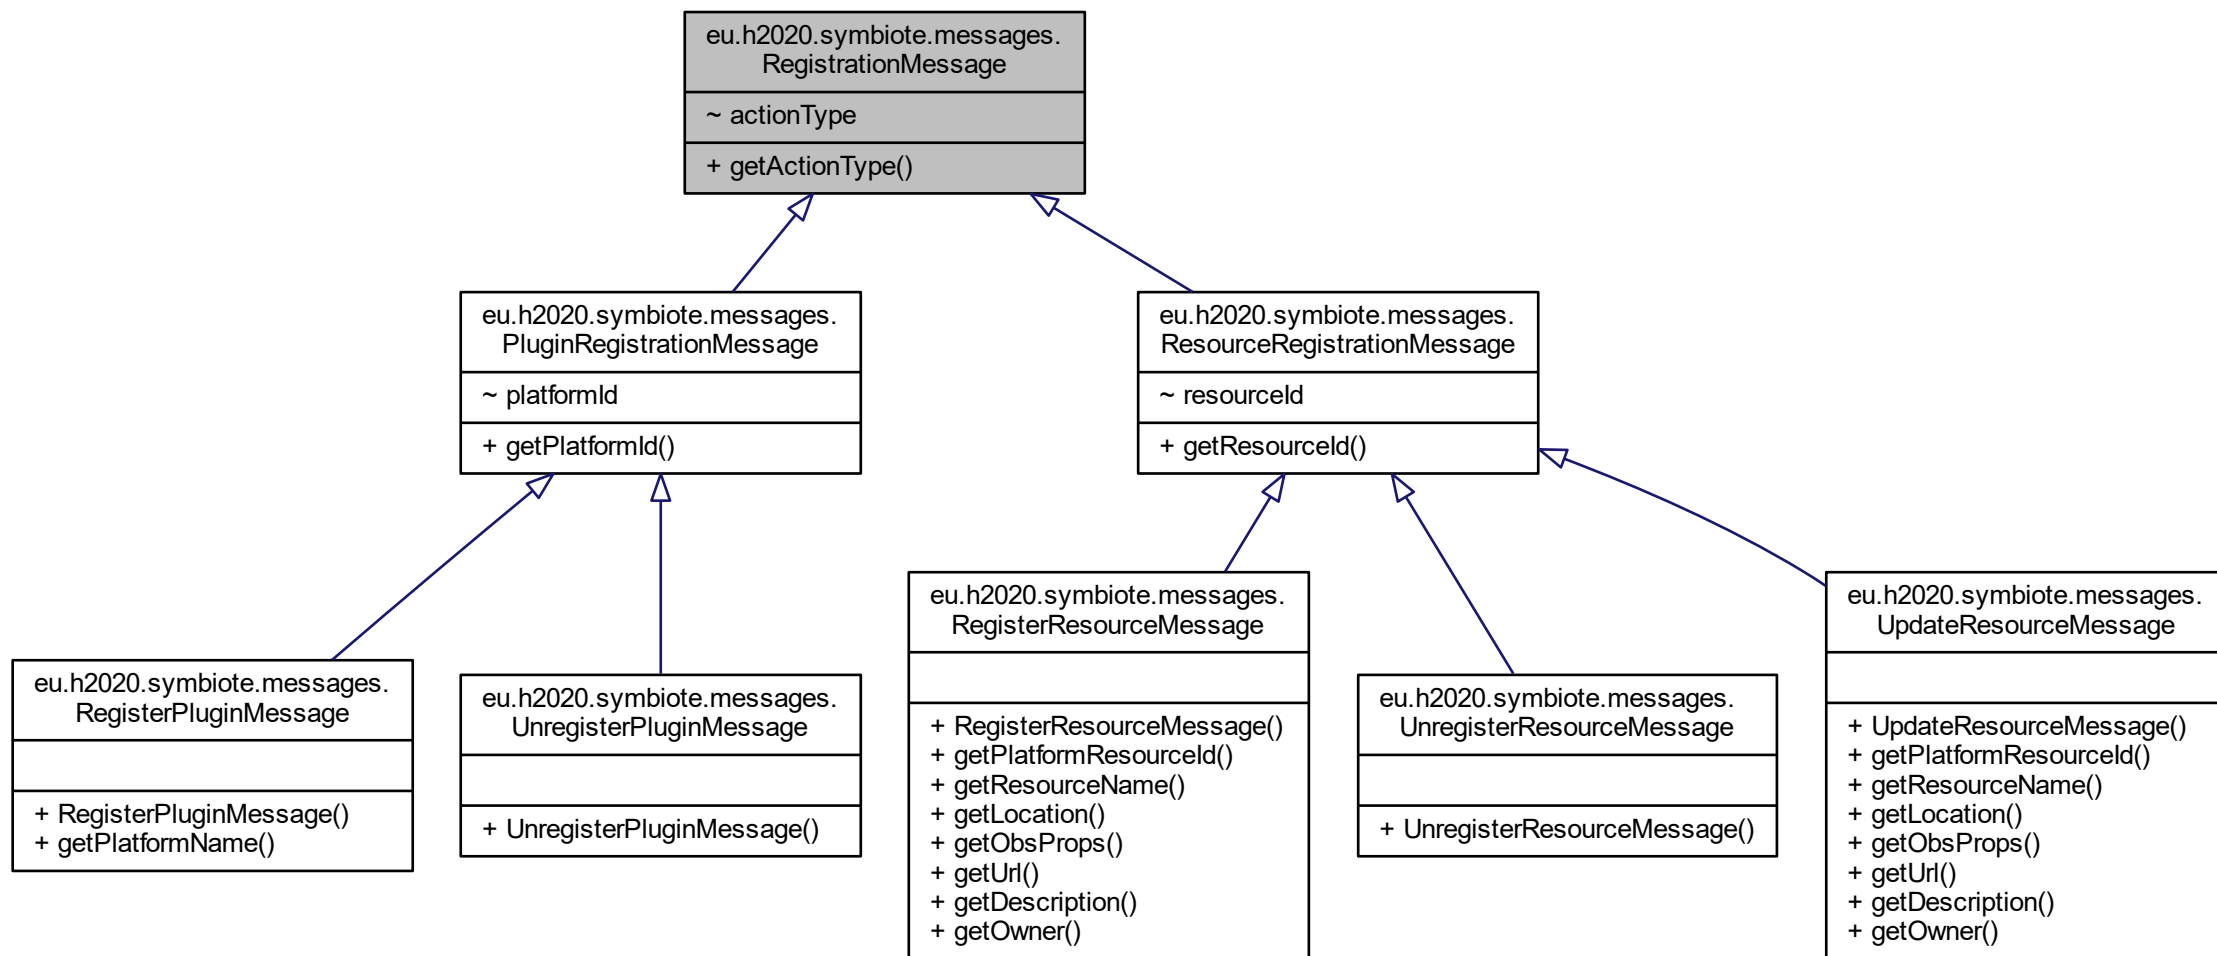 eu.h2020.symbiote.messages.
RegistrationMessage
~ actionType
+ getActionType()
eu.h2020.symbiote.messages.
PluginRegistrationMessage
~ platformId
+ getPlatformId()
eu.h2020.symbiote.messages.
ResourceRegistrationMessage
~ resourceId
+ getResourceId()
eu.h2020.symbiote.messages.
RegisterPluginMessage
+ RegisterPluginMessage()
+ getPlatformName()
eu.h2020.symbiote.messages.
UnregisterPluginMessage
+ UnregisterPluginMessage()
eu.h2020.symbiote.messages.
RegisterResourceMessage
+ RegisterResourceMessage()
+ getPlatformResourceId()
+ getResourceName()
+ getLocation()
+ getObsProps()
+ getUrl()
+ getDescription()
+ getOwner()
eu.h2020.symbiote.messages.
UnregisterResourceMessage
+ UnregisterResourceMessage()
eu.h2020.symbiote.messages.
UpdateResourceMessage
+ UpdateResourceMessage()
+ getPlatformResourceId()
+ getResourceName()
+ getLocation()
+ getObsProps()
+ getUrl()
+ getDescription()
+ getOwner()